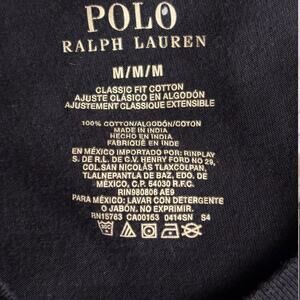 POLO
RALPH LAUREN
M/M/M
CLASSIC FIT COTTON
AJUSTE CLÁSICO EN ALGODÓN
AJUSTEMENT CLASSIQUE EXTENSIBLE
100% COTTON/ALGODÓN/COTON
MADE IN INDIA
HECHO EN INDIA
FABRIQUÉ EN INDE
EN MÉXICO IMPORTADO POR: RINPLAY
S. DE R.L. DE C.V. HENRY FORD NO 29,
COL.SAN NICOLÁS TLAXCOLPAN,
TLALNEPANTLA DE BAZ, EDO. DE
MÉXICO, C.P. 54030 R.F.C.
RIN980806 AE9
PARA MÉXICO: LAVAR CON DETERGENTE
O JABÓN. NO EXPRIMIR.
RN15763 CA00153 0414SN S4